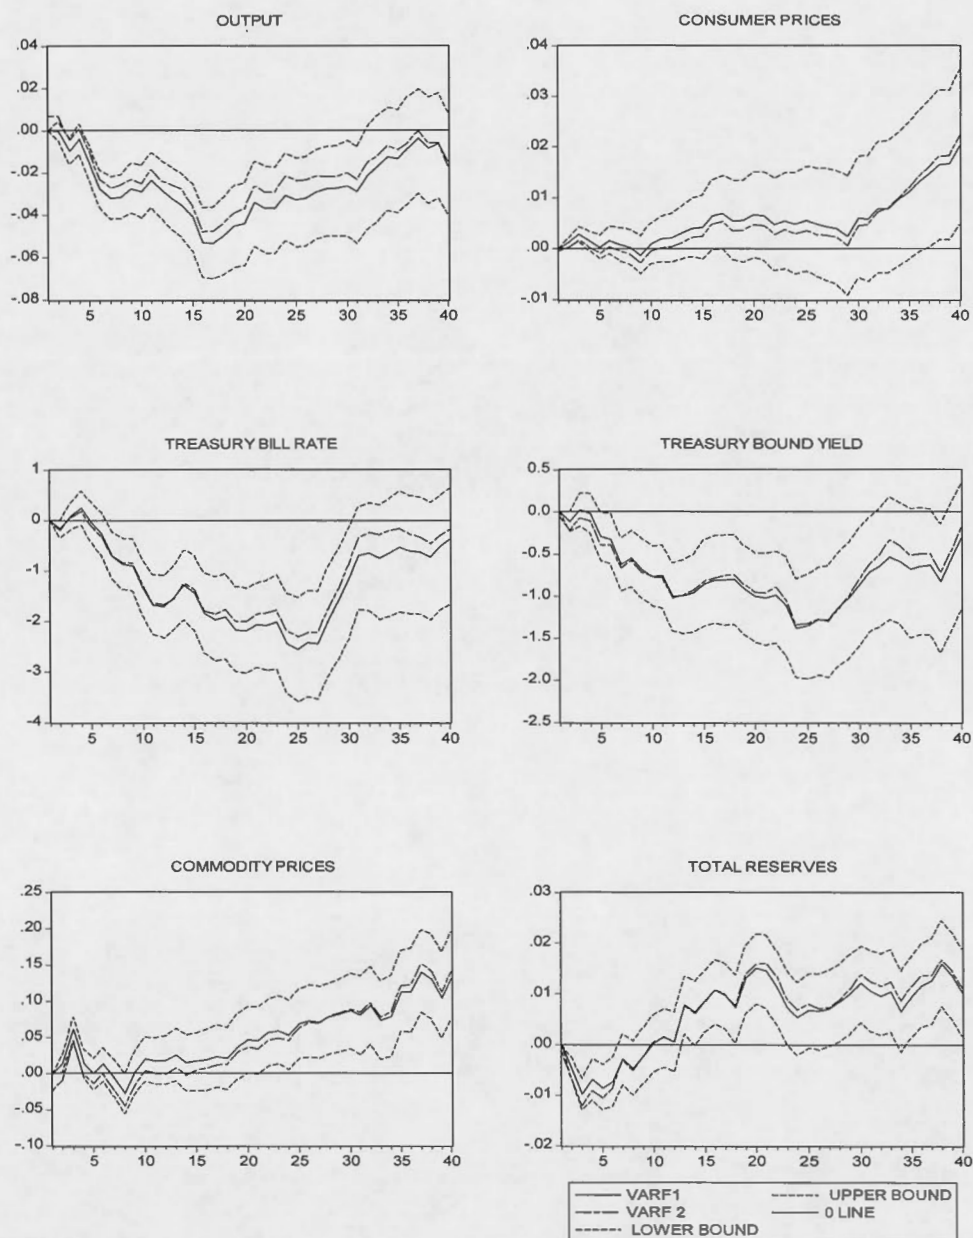 OUTPUT
.04
.02
.00
-.02
-.04
-.06
-.08
5 10 15 20 25 30 35 40
CONSUMER PRICES
.04
.03
.02
.01
.00
-.01
5 10 15 20 25 30 35 40
TREASURY BILL RATE
1
0
-1
-2
-3
-4
5 10 15 20 25 30 35 40
TREASURY BOUND YIELD
0.5
0.0
-0.5
-1.0
-1.5
-2.0
-2.5
5 10 15 20 25 30 35 40
COMMODITY PRICES
.25
.20
.15
.10
.05
.00
-.05
-.10
5 10 15 20 25 30 35 40
TOTAL RESERVES
.03
.02
.01
.00
-.01
-.02
5 10 15 20 25 30 35 40
VARF1
UPPER BOUND
VARF 2
0 LINE
LOWER BOUND